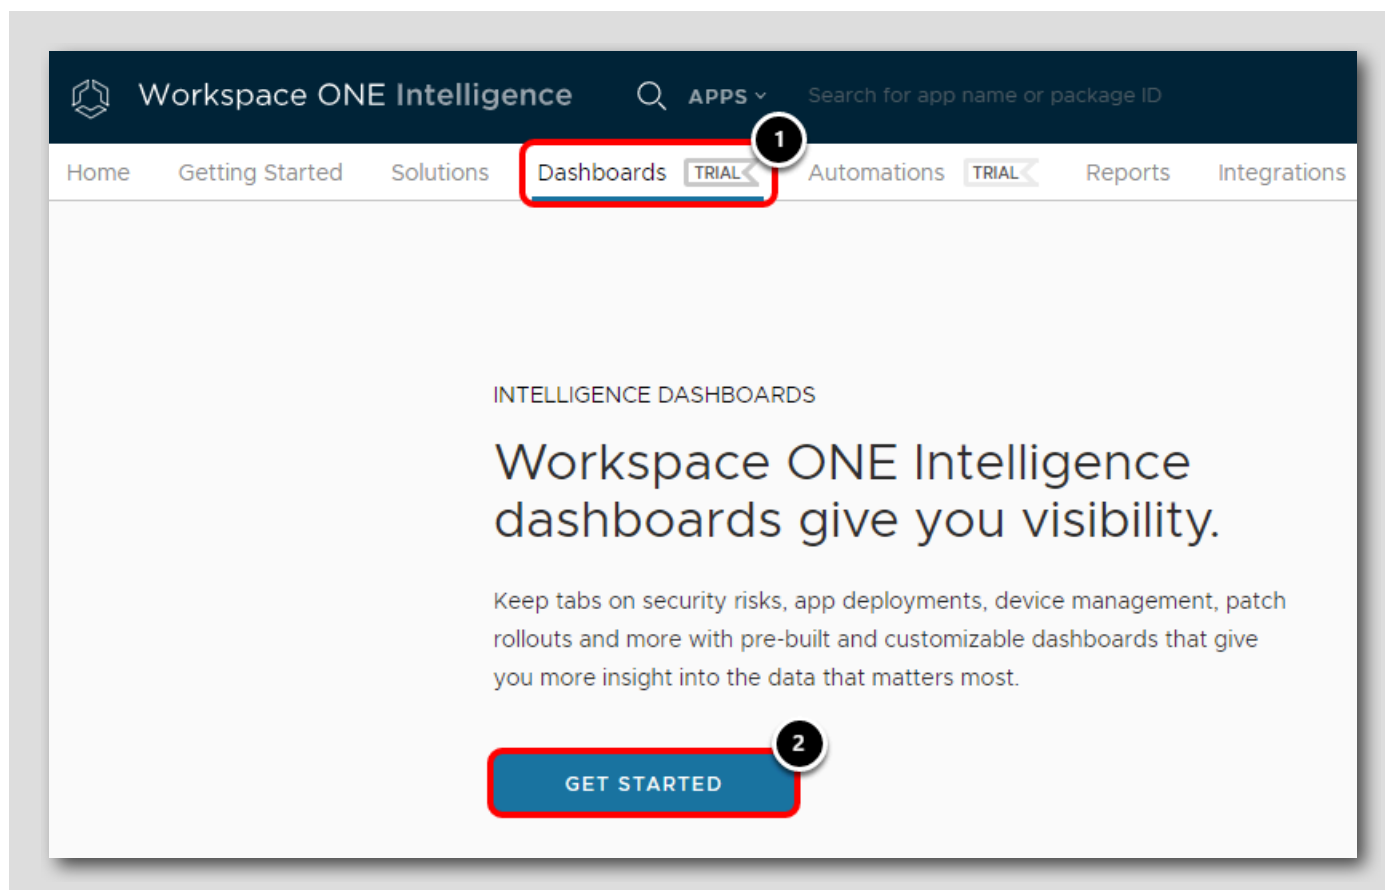 Workspace ONE Intelligence APPS Search for app name or package ID
1
Home Getting Started Solutions Dashboards TRIAL Automations TRIAL Reports Integrations
INTELLIGENCE DASHBOARDS
Workspace ONE Intelligence
dashboards give you visibility.
Keep tabs on security risks, app deployments, device management, patch
rollouts and more with pre-built and customizable dashboards that give
you more insight into the data that matters most.
2
GET STARTED